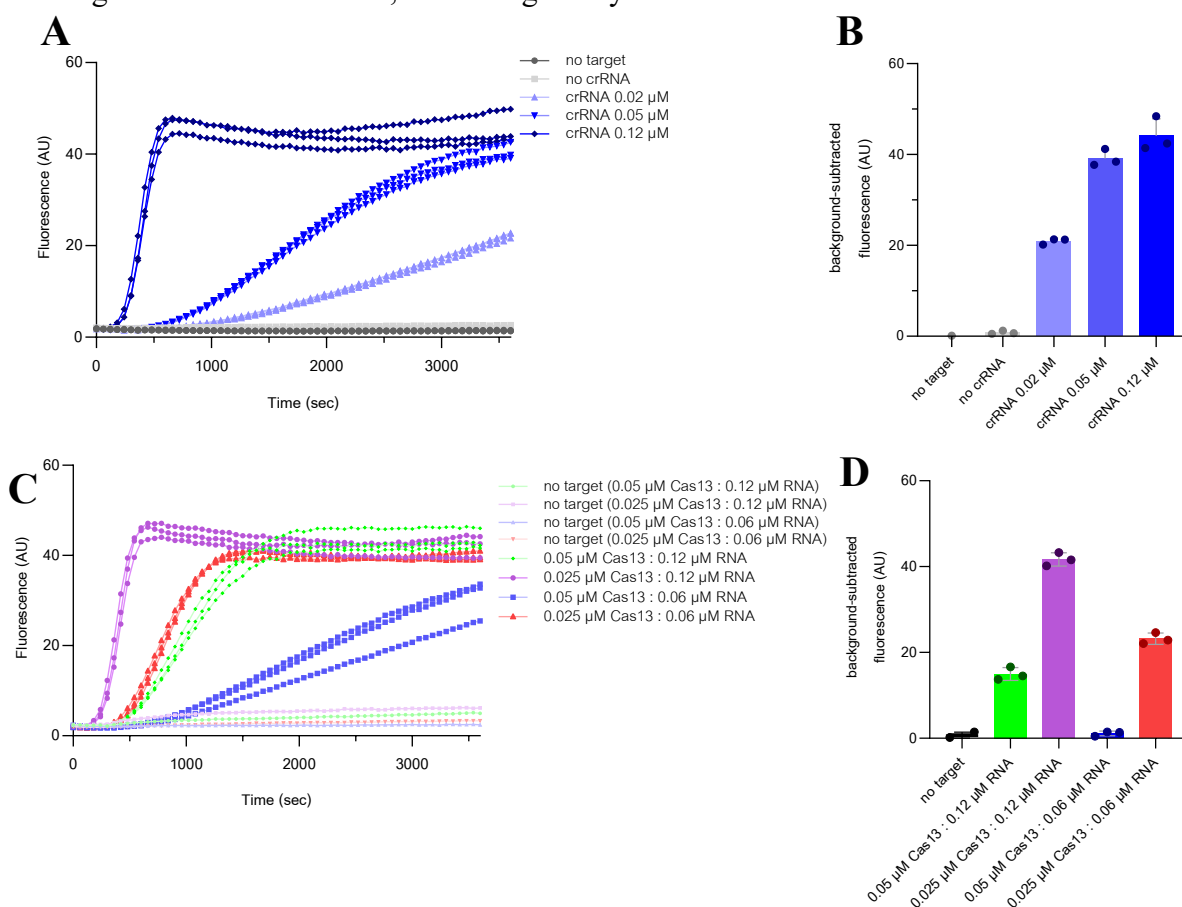 A
60
40
20
0
Fluorescence (AU)
0
1000
2000
3000
Time (sec)
no target
no crRNA
crRNA 0.02 µM
crRNA 0.05 µM
crRNA 0.12 µM
B
60
40
20
0
background-subtracted
fluorescence (AU)
no target
no crRNA
crRNA 0.02 µM
crRNA 0.05 µM
crRNA 0.12 µM
C
60
40
20
0
Fluorescence (AU)
0
1000
2000
3000
Time (sec)
no target (0.05 µM Cas13 : 0.12 µM RNA)
no target (0.025 µM Cas13 : 0.12 µM RNA)
no target (0.05 µM Cas13 : 0.06 µM RNA)
no target (0.025 µM Cas13 : 0.06 µM RNA)
0.05 µM Cas13 : 0.12 µM RNA
0.025 µM Cas13 : 0.12 µM RNA
0.05 µM Cas13 : 0.06 µM RNA
0.025 µM Cas13 : 0.06 µM RNA
D
60
40
20
0
background-subtracted
fluorescence (AU)
no target
0.05 µM Cas13 : 0.12 µM RNA
0.025 µM Cas13 : 0.12 µM RNA
0.05 µM Cas13 : 0.06 µM RNA
0.025 µM Cas13 : 0.06 µM RNA